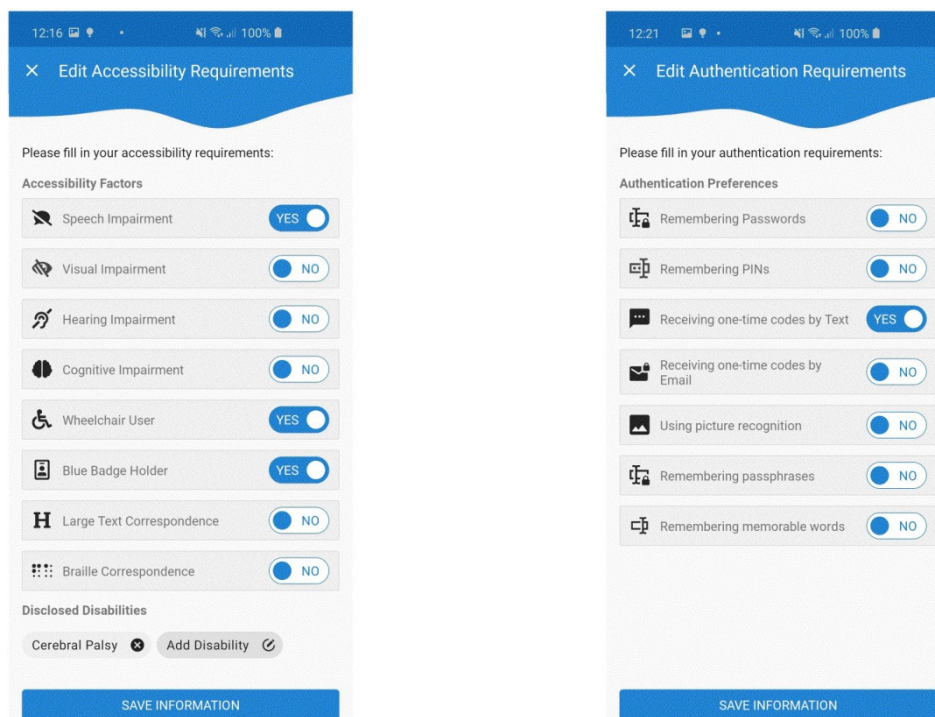 12:16 100%
Edit Accessibility Requirements
Please fill in your accessibility requirements:
Accessibility Factors
Speech Impairment YES
Visual Impairment NO
Hearing Impairment NO
Cognitive Impairment NO
Wheelchair User YES
Blue Badge Holder YES
H Large Text Correspondence NO
Braille Correspondence NO
Disclosed Disabilities
Cerebral Palsy Add Disability
SAVE INFORMATION
12:21 100%
Edit Authentication Requirements
Please fill in your authentication requirements:
Authentication Preferences
Remembering Passwords NO
Remembering PINs NO
Receiving one-time codes by Text YES
Receiving one-time codes by
Email NO
Using picture recognition NO
Remembering passphrases NO
Remembering memorable words NO
SAVE INFORMATION